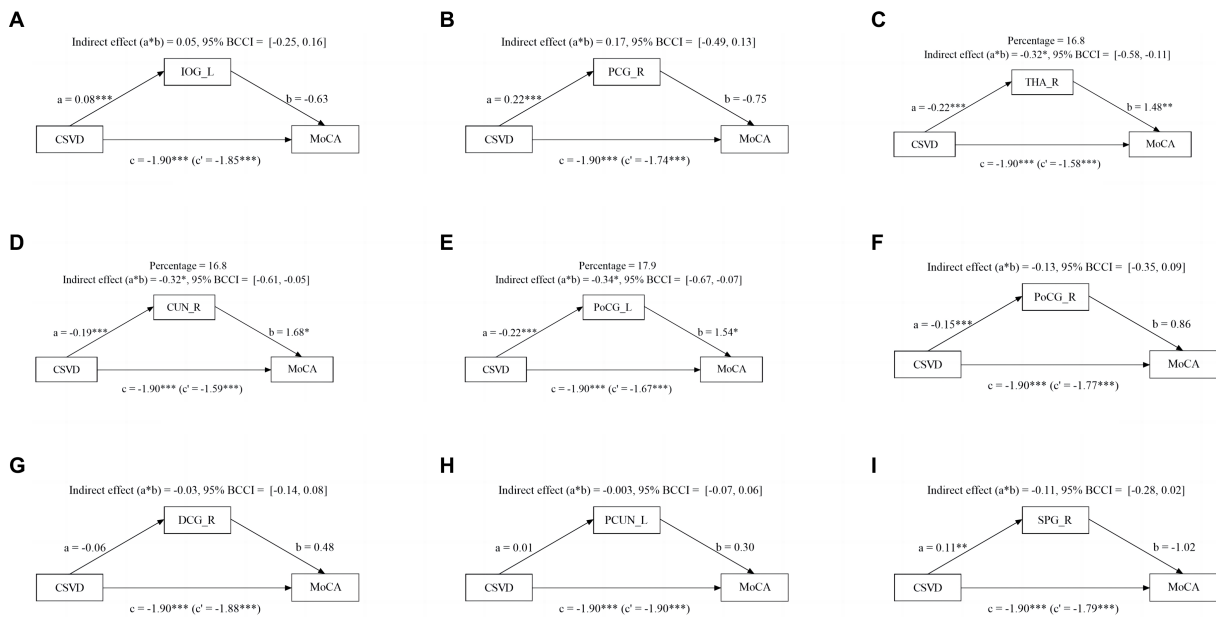 A
Indirect effect (a*b) = 0.05, 95% BCCI = [-0.25, 0.16]
IOG_L
a = 0.08***
b = -0.63
CSVD
MoCA
c = -1.90*** (c' = -1.85***)
B
Indirect effect (a*b) = 0.17, 95% BCCI = [-0.49, 0.13]
PCG_R
a = 0.22***
b = -0.75
CSVD
MoCA
c = -1.90*** (c' = -1.74***)
C
Percentage = 16.8
Indirect effect (a*b) = -0.32*, 95% BCCI = [-0.58, -0.11]
THA_R
a = -0.22***
b = 1.48**
CSVD
MoCA
c = -1.90*** (c' = -1.58***)
D
Percentage = 16.8
Indirect effect (a*b) = -0.32*, 95% BCCI = [-0.61, -0.05]
CUN_R
a = -0.19***
b = 1.68*
CSVD
MoCA
c = -1.90*** (c' = -1.59***)
E
Percentage = 17.9
Indirect effect (a*b) = -0.34*, 95% BCCI = [-0.67, -0.07]
PoCG_L
a = -0.22***
b = 1.54*
CSVD
MoCA
c = -1.90*** (c' = -1.67***)
F
Indirect effect (a*b) = -0.13, 95% BCCI = [-0.35, 0.09]
PoCG_R
a = -0.15***
b = 0.86
CSVD
MoCA
c = -1.90*** (c' = -1.77***)
G
Indirect effect (a*b) = -0.03, 95% BCCI = [-0.14, 0.08]
DCG_R
a = -0.06
b = 0.48
CSVD
MoCA
c = -1.90*** (c' = -1.88***)
H
Indirect effect (a*b) = -0.003, 95% BCCI = [-0.07, 0.06]
PCUN_L
a = 0.01
b = 0.30
CSVD
MoCA
c = -1.90*** (c' = -1.90***)
I
Indirect effect (a*b) = -0.11, 95% BCCI = [-0.28, 0.02]
SPG_R
a = 0.11**
b = -1.02
CSVD
MoCA
c = -1.90*** (c' = -1.79***)